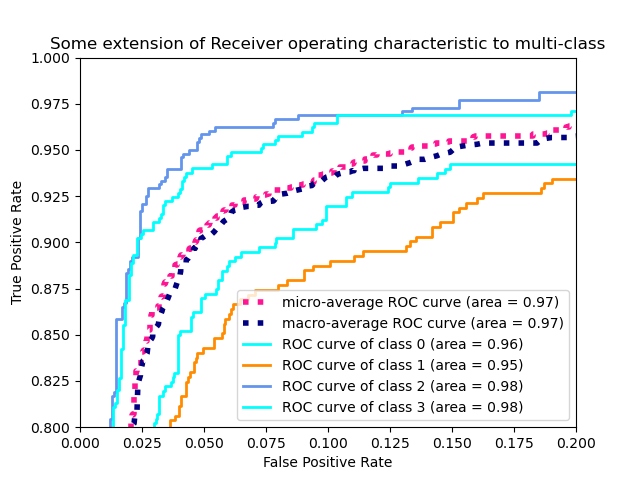 Some extension of Receiver operating characteristic to multi-class
1.000
0.975
0.950
0.925
0.900
0.875
0.850
0.825
0.800
True Positive Rate
micro-average ROC curve (area = 0.97)
macro-average ROC curve (area = 0.97)
ROC curve of class 0 (area = 0.96)
ROC curve of class 1 (area = 0.95)
ROC curve of class 2 (area = 0.98)
ROC curve of class 3 (area = 0.98)
0.000 0.025 0.050 0.075 0.100 0.125 0.150 0.175 0.200
False Positive Rate